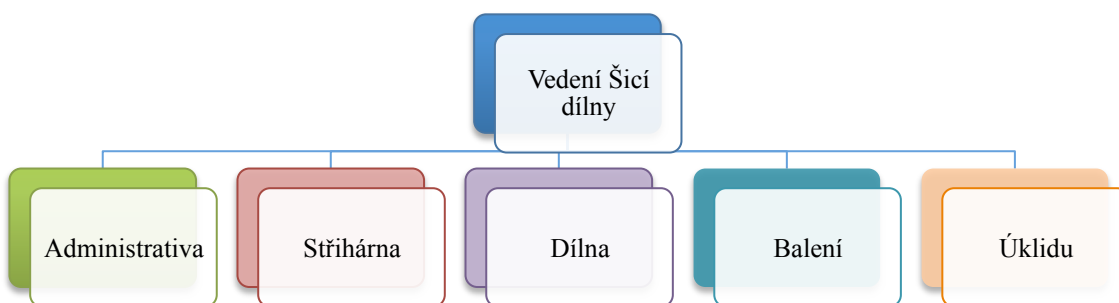 Vedení Šicí
dílny
Administrativa
Střihárna
Dílna
Balení
Úklidu